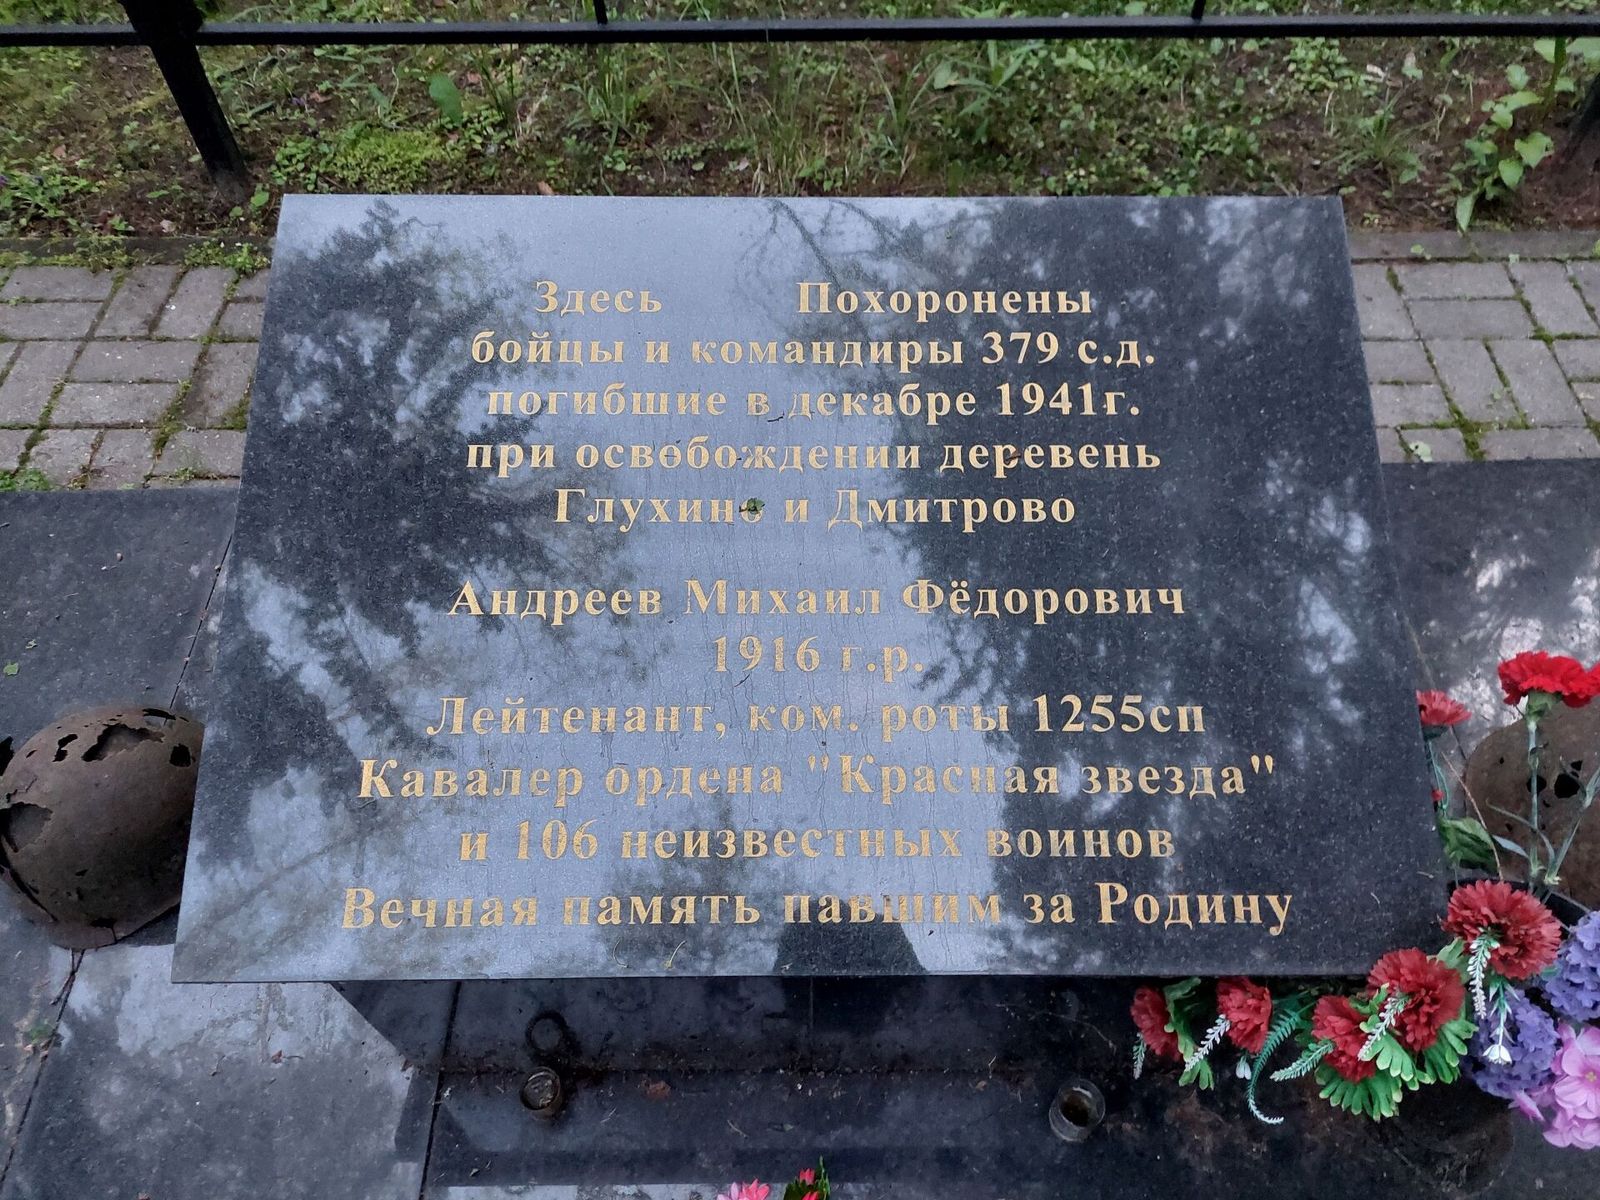 Здесь Похоронены
бойцы и командиры 379 с.д.
погибшие в декабре 1941г.
при освобождении деревень
Глухино и Дмитрово
Андреев Михаил Фёдорович
1916 г.р.
Лейтенант, ком. роты 1255сп
Кавалер ордена "Красная звезда"
и 106 неизвестных воинов
Вечная память павшим за Родину